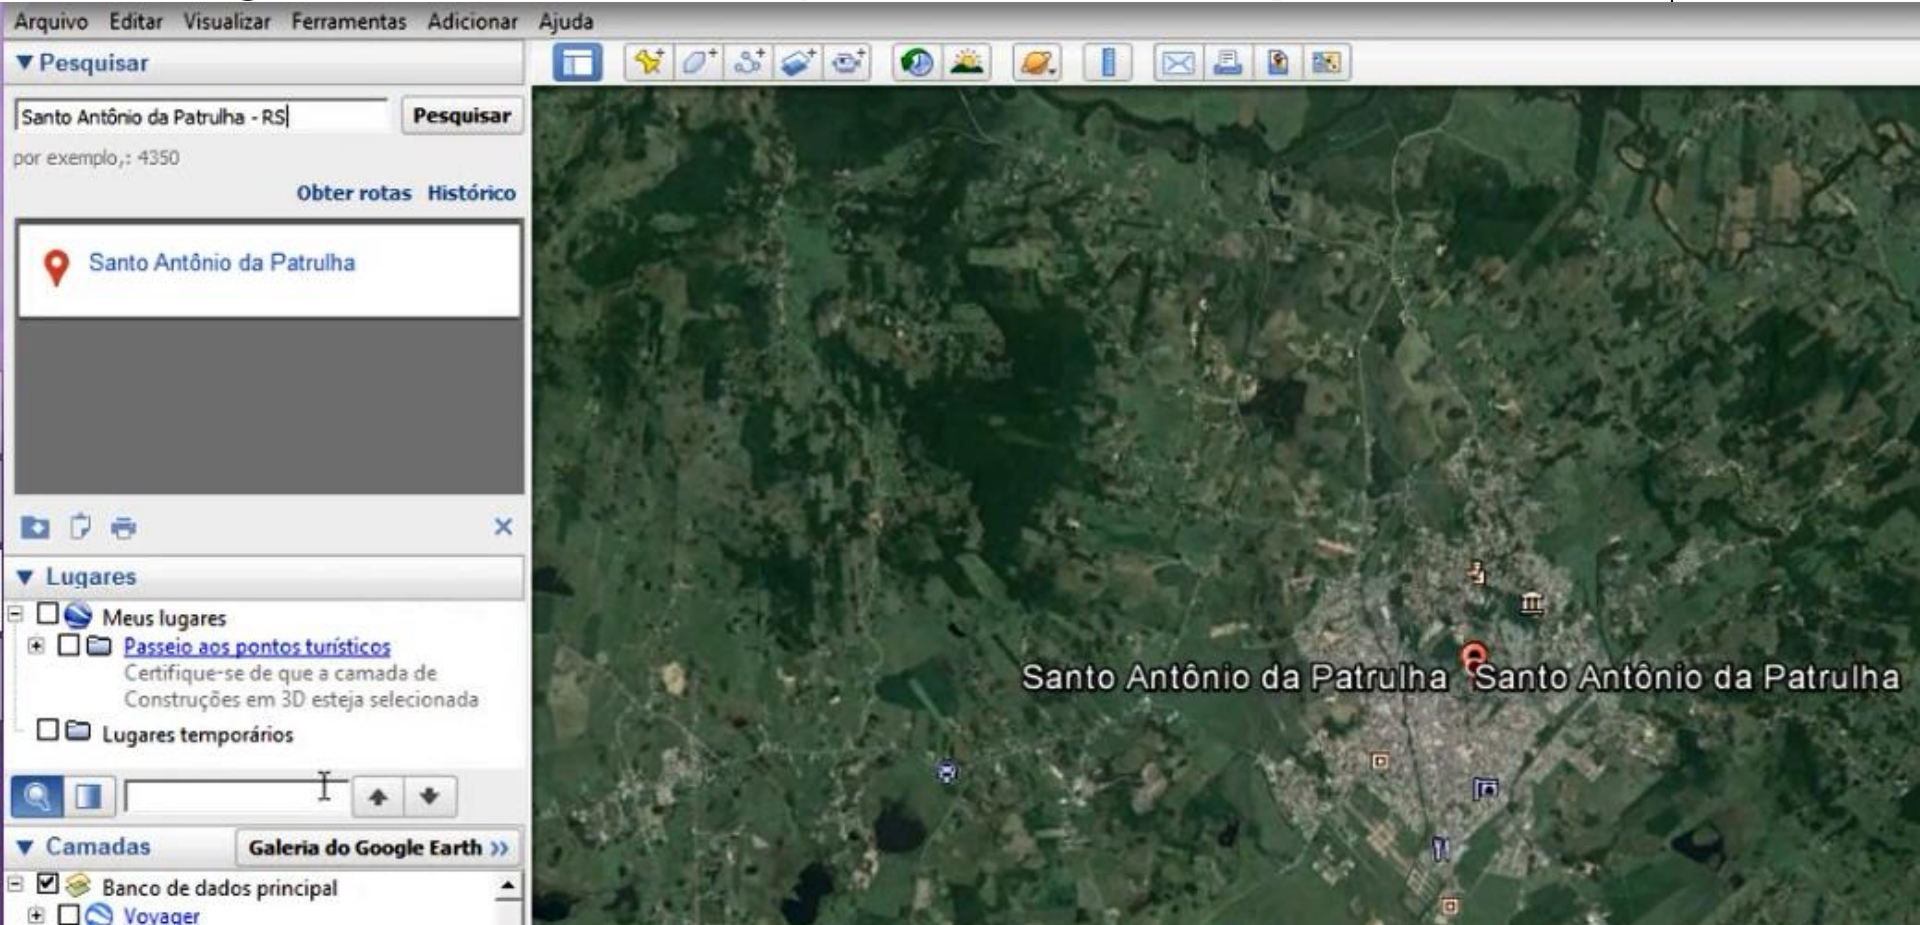 Arquivo Editar Visualizar Ferramentas Adicionar Ajuda
Pesquisar
Santo Antônio da Patrulha - RS
Pesquisar
por exemplo,: 4350
Obter rotas Histórico
Santo Antônio da Patrulha
Lugares
Meus lugares
Passeio aos pontos turísticos
Certifique-se de que a camada de
Construções em 3D esteja selecionada
Lugares temporários
Camadas
Galeria do Google Earth »
Banco de dados principal
Voyager
Santo Antônio da Patrulha
Santo Antônio da Patrulha